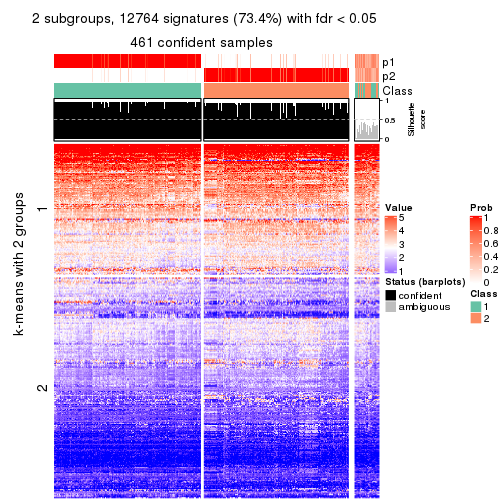 2 subgroups, 12764 signatures (73.4%) with fdr < 0.05
461 confident samples
p1
p2
Class
1
0.5
0
Silhouette
score
k-means with 2 groups
1
2
Value
5
4
3
2
1
Status (barplots)
confident
ambiguous
Prob
1
0.8
0.6
0.4
0.2
0
Class
1
2